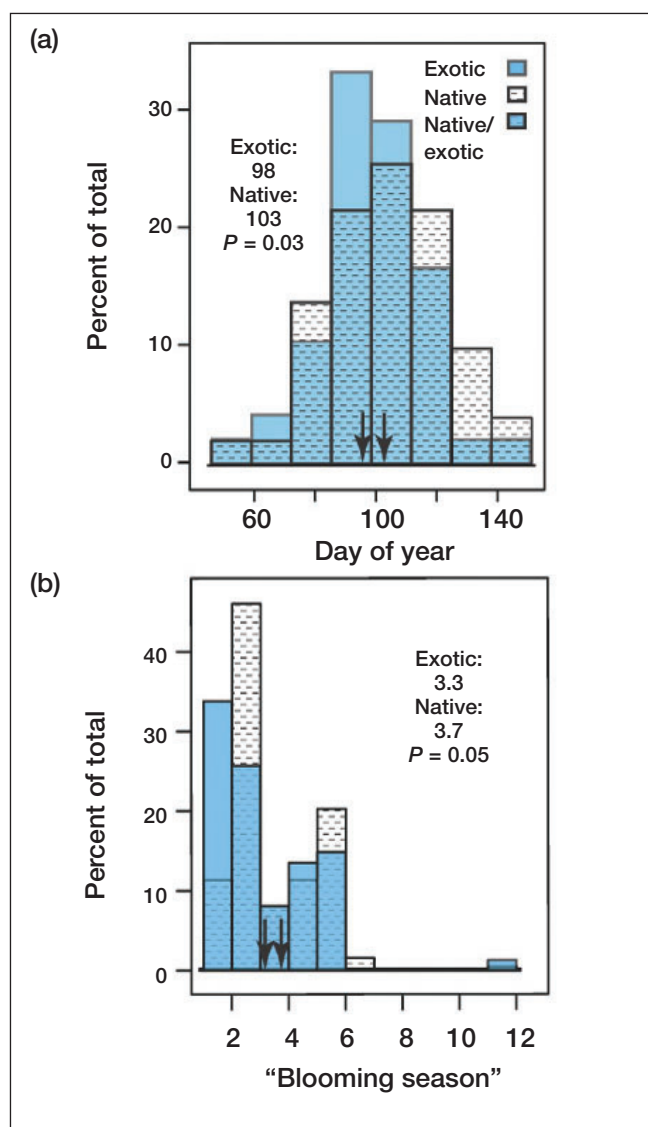 (a)
Exotic
Native
Native/
exotic
Exotic:
98
Native:
103
P = 0.03
Percent of total
30
20
10
0
60
100
140
Day of year
(b)
Exotic:
3.3
Native:
3.7
P = 0.05
Percent of total
40
30
20
10
0
2
4
6
8
10
12
“Blooming season”